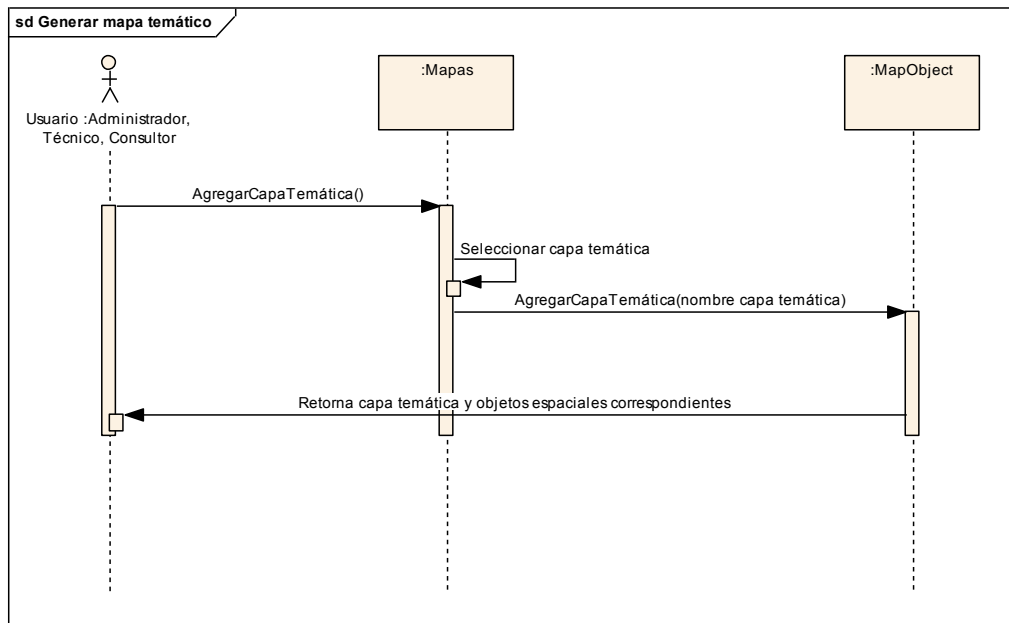 sd Generar mapa temático
Usuario :Administrador,
Técnico, Consultor
:Mapas
:MapObject
AgregarCapaTemática()
Seleccionar capa temática
AgregarCapaTemática(nombre capa temática)
Retorna capa temática y objetos espaciales correspondientes